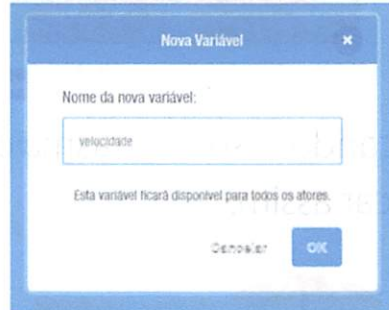 Nova Variável ×
Nome da nova variável:
velocidade
Esta variável ficará disponível para todos os atores.
Cancelar OK